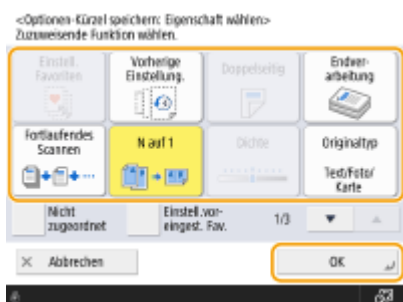 <Optionen-Kürzel speichern: Eigenschaft wählen>
Zuzuweisende Funktion wählen.
Einstell. Favoriten
Vorherige Einstellung.
Doppelseitig
Endver-
arbeitung
Fortlaufendes Scannen
N auf 1
Dichte
Originaltyp
Text/Foto/
Karte
Nicht zugeordnet
Einstell.vor-
eingest. Fav.
1/3
Abbrechen
OK